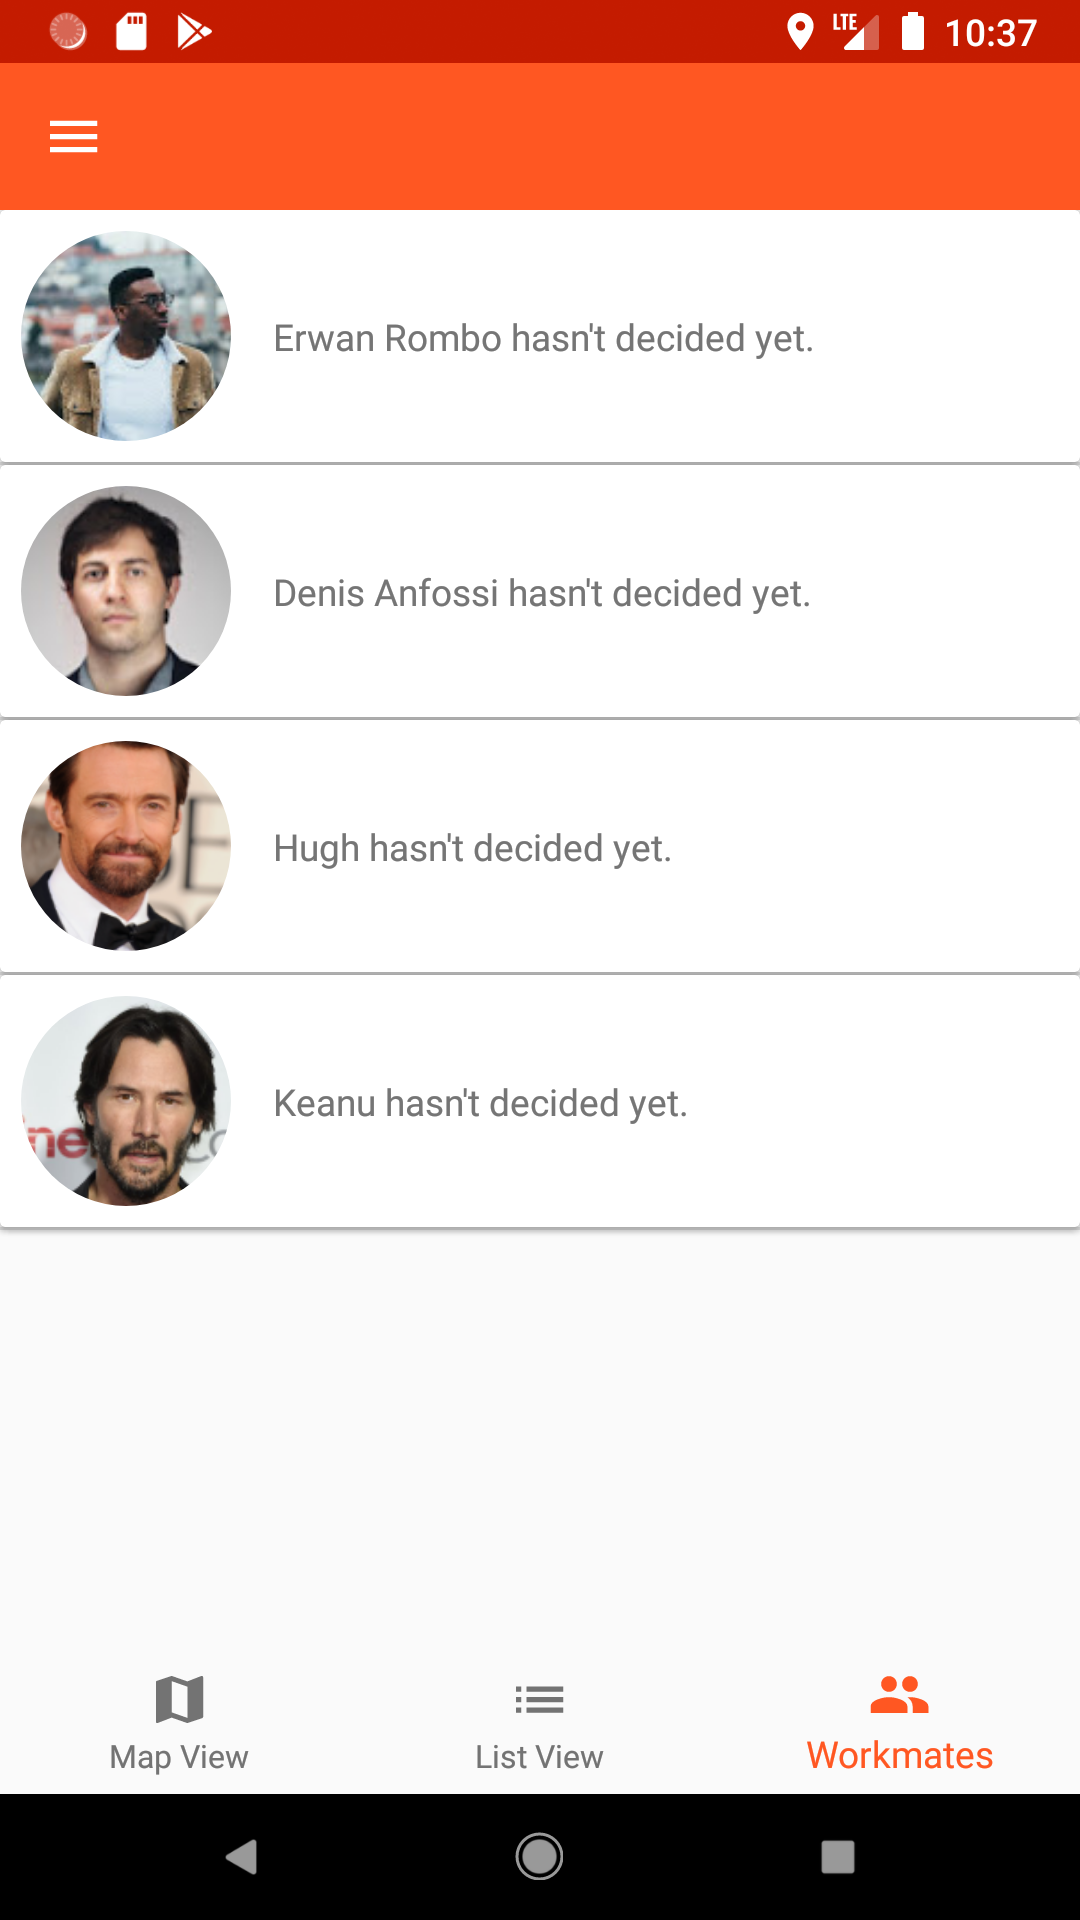 LTE 10:37
Erwan Rombo hasn't decided yet.
Denis Anfossi hasn't decided yet.
Hugh hasn't decided yet.
ne
Keanu hasn't decided yet.
Map View
List View
Workmates